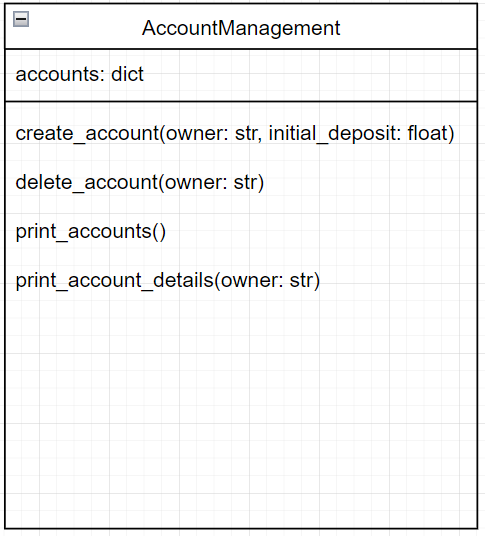 AccountManagement
accounts: dict
create_account(owner: str, initial_deposit: float)
delete_account(owner: str)
print_accounts()
print_account_details(owner: str)